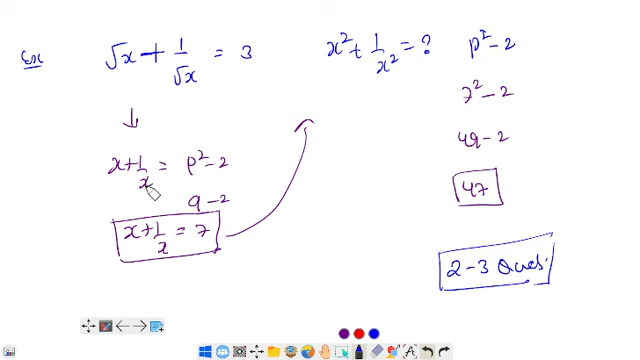 Ex √x + 1/√x = 3
x² + 1/x² = ?
p² - 2
7² - 2
49 - 2
47
↓
x + 1/x = p² - 2
9 - 2
x + 1/x = 7
2-3 Ques.